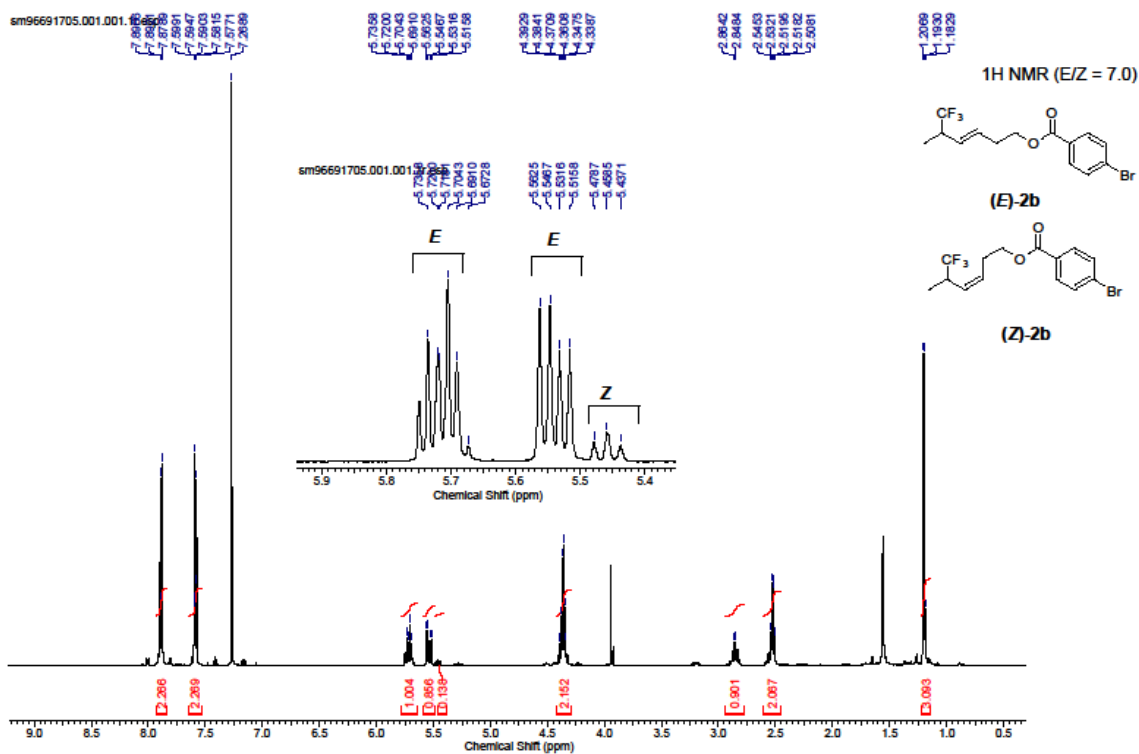 sm96691705.001.001.1r.esp
7.5991
7.5947
7.5903
7.5815
7.5771
7.2689
5.7358
5.7200
5.7043
5.6910
5.5625
5.5467
5.5316
5.5158
4.3929
4.3841
4.3709
4.3608
4.3475
4.3387
2.8642
2.8484
2.5453
2.5321
2.5195
2.5182
2.5081
1.2069
1.1930
1.1829
1H NMR (E/Z = 7.0)
CF3
O
O
Br
(E)-2b
CF3
O
O
Br
(Z)-2b
5.7043
5.6910
5.6728
5.5625
5.5467
5.5316
5.5158
5.4787
5.4585
5.4371
E
E
Z
5.9 5.8 5.7 5.6 5.5 5.4
Chemical Shift (ppm)
2.266 2.269 1.004 0.856 0.138 2.152 0.901 2.067 3.093
9.0 8.5 8.0 7.5 7.0 6.5 6.0 5.5 5.0 4.5 4.0 3.5 3.0 2.5 2.0 1.5 1.0 0.5
Chemical Shift (ppm)